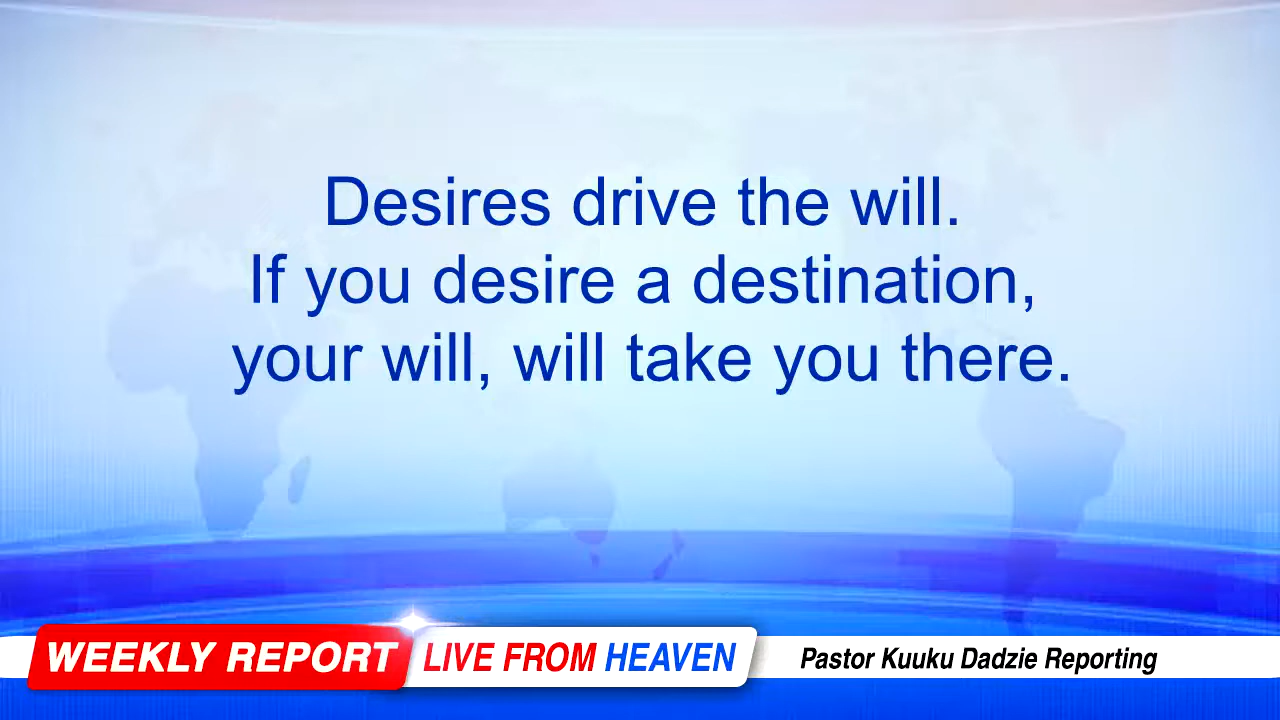 Desires drive the will.
If you desire a destination,
your will, will take you there.
WEEKLY REPORT LIVE FROM HEAVEN Pastor Kuuku Dadzie Reporting